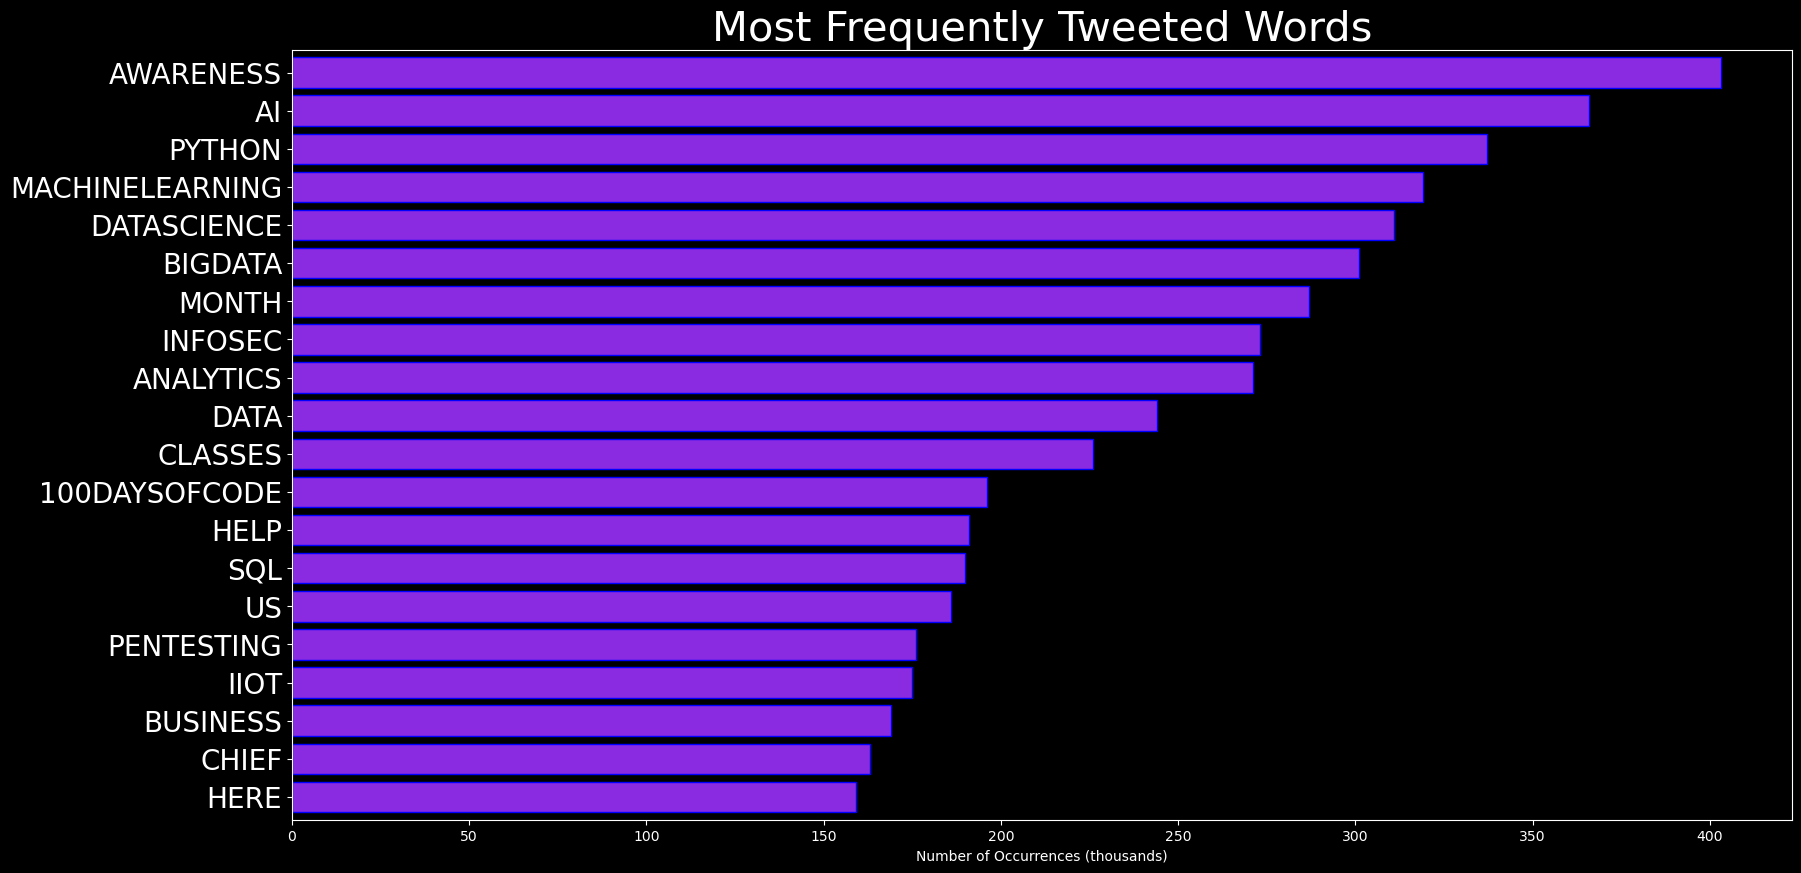 Most Frequently Tweeted Words
AWARENESS
AI
PYTHON
MACHINELEARNING
DATASCIENCE
BIGDATA
MONTH
INFOSEC
ANALYTICS
DATA
CLASSES
100DAYSOFCODE
HELP
SQL
US
PENTESTING
IIOT
BUSINESS
CHIEF
HERE
0 50 100 150 200 250 300 350 400
Number of Occurrences (thousands)